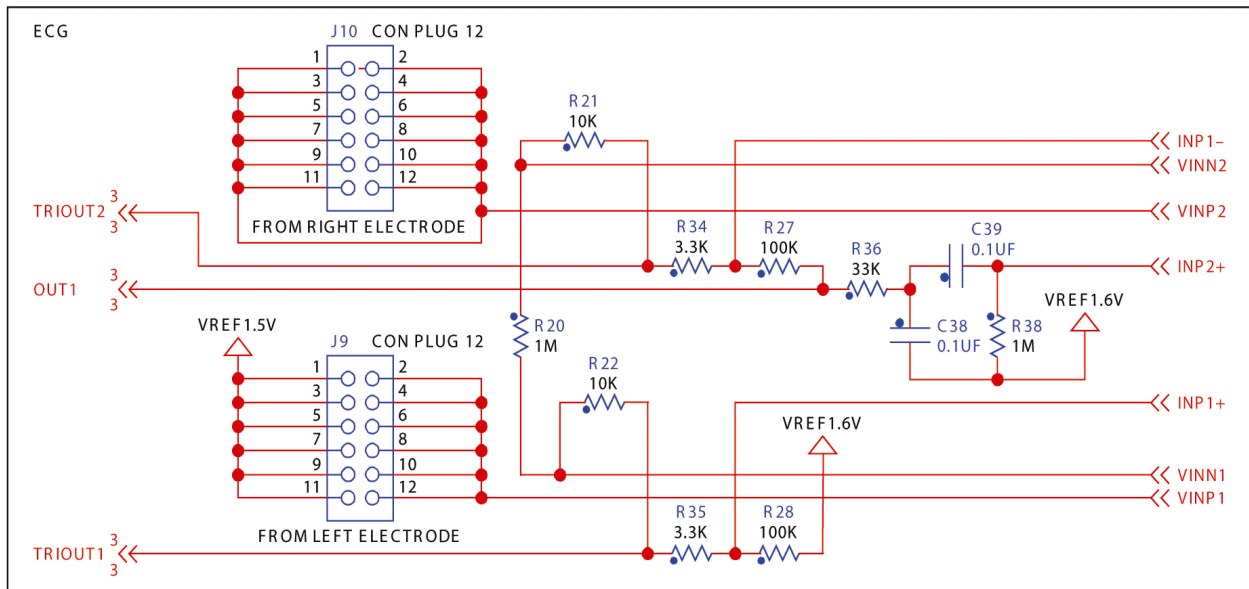 ECG
J10 CON PLUG 12
1 2
3 4
5 6
7 8
9 10
11 12
FROM RIGHT ELECTRODE
R21
10K
INP1–
VINN2
3
TRIOUT2
3
VINP2
R34
3.3K
R27
100K
R36
33K
C39
0.1UF
INP2+
3
OUT1
3
VREF1.6V
C38
0.1UF
R38
1M
VREF1.5V
J9 CON PLUG 12
1 2
3 4
5 6
7 8
9 10
11 12
FROM LEFT ELECTRODE
R20
1M
R22
10K
INP1+
VREF1.6V
VINN1
VINP1
R35
3.3K
R28
100K
3
TRIOUT1
3